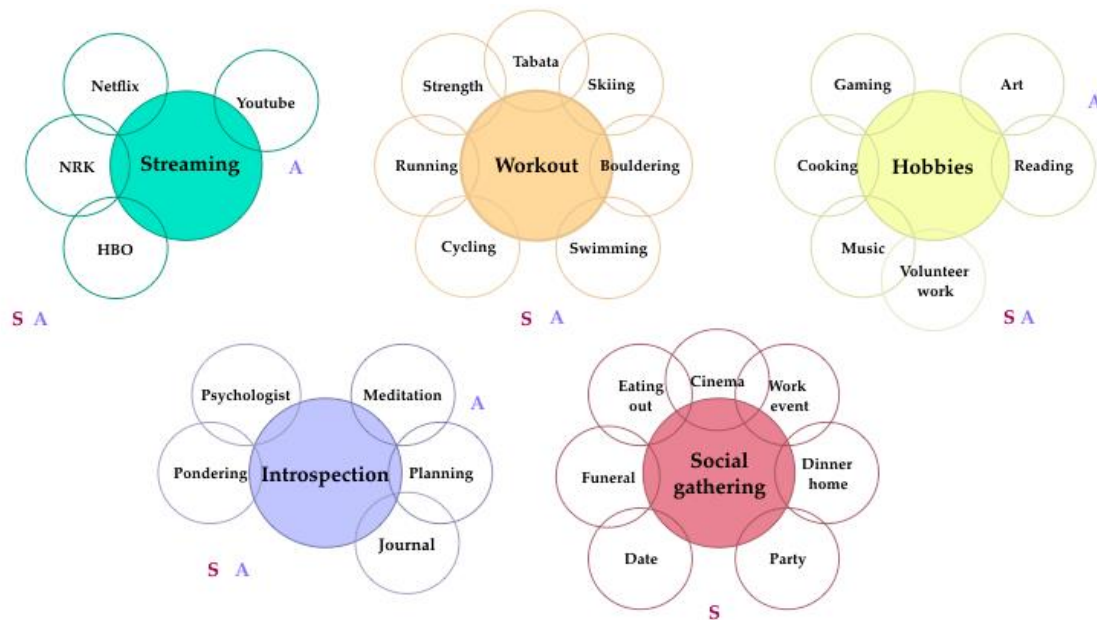 Netflix
Youtube
NRK
Streaming
A
HBO
S A
Tabata
Strength
Skiing
Running
Workout
Bouldering
Cycling
Swimming
S A
Gaming
Art
A
Cooking
Hobbies
Reading
Music
Volunteer
work
S A
Psychologist
Meditation
A
Pondering
Introspection
Planning
Journal
S A
Cinema
Eating
out
Work
event
Funeral
Social
gathering
Dinner
home
Date
Party
S